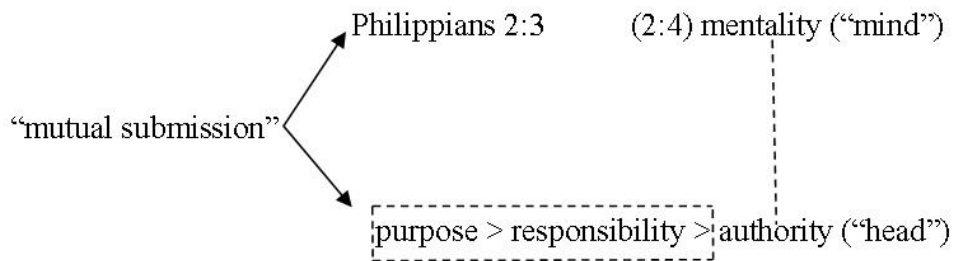 Philippians 2:3 (2:4) mentality (“mind”)
“mutual submission”
purpose > responsibility > authority (“head”)